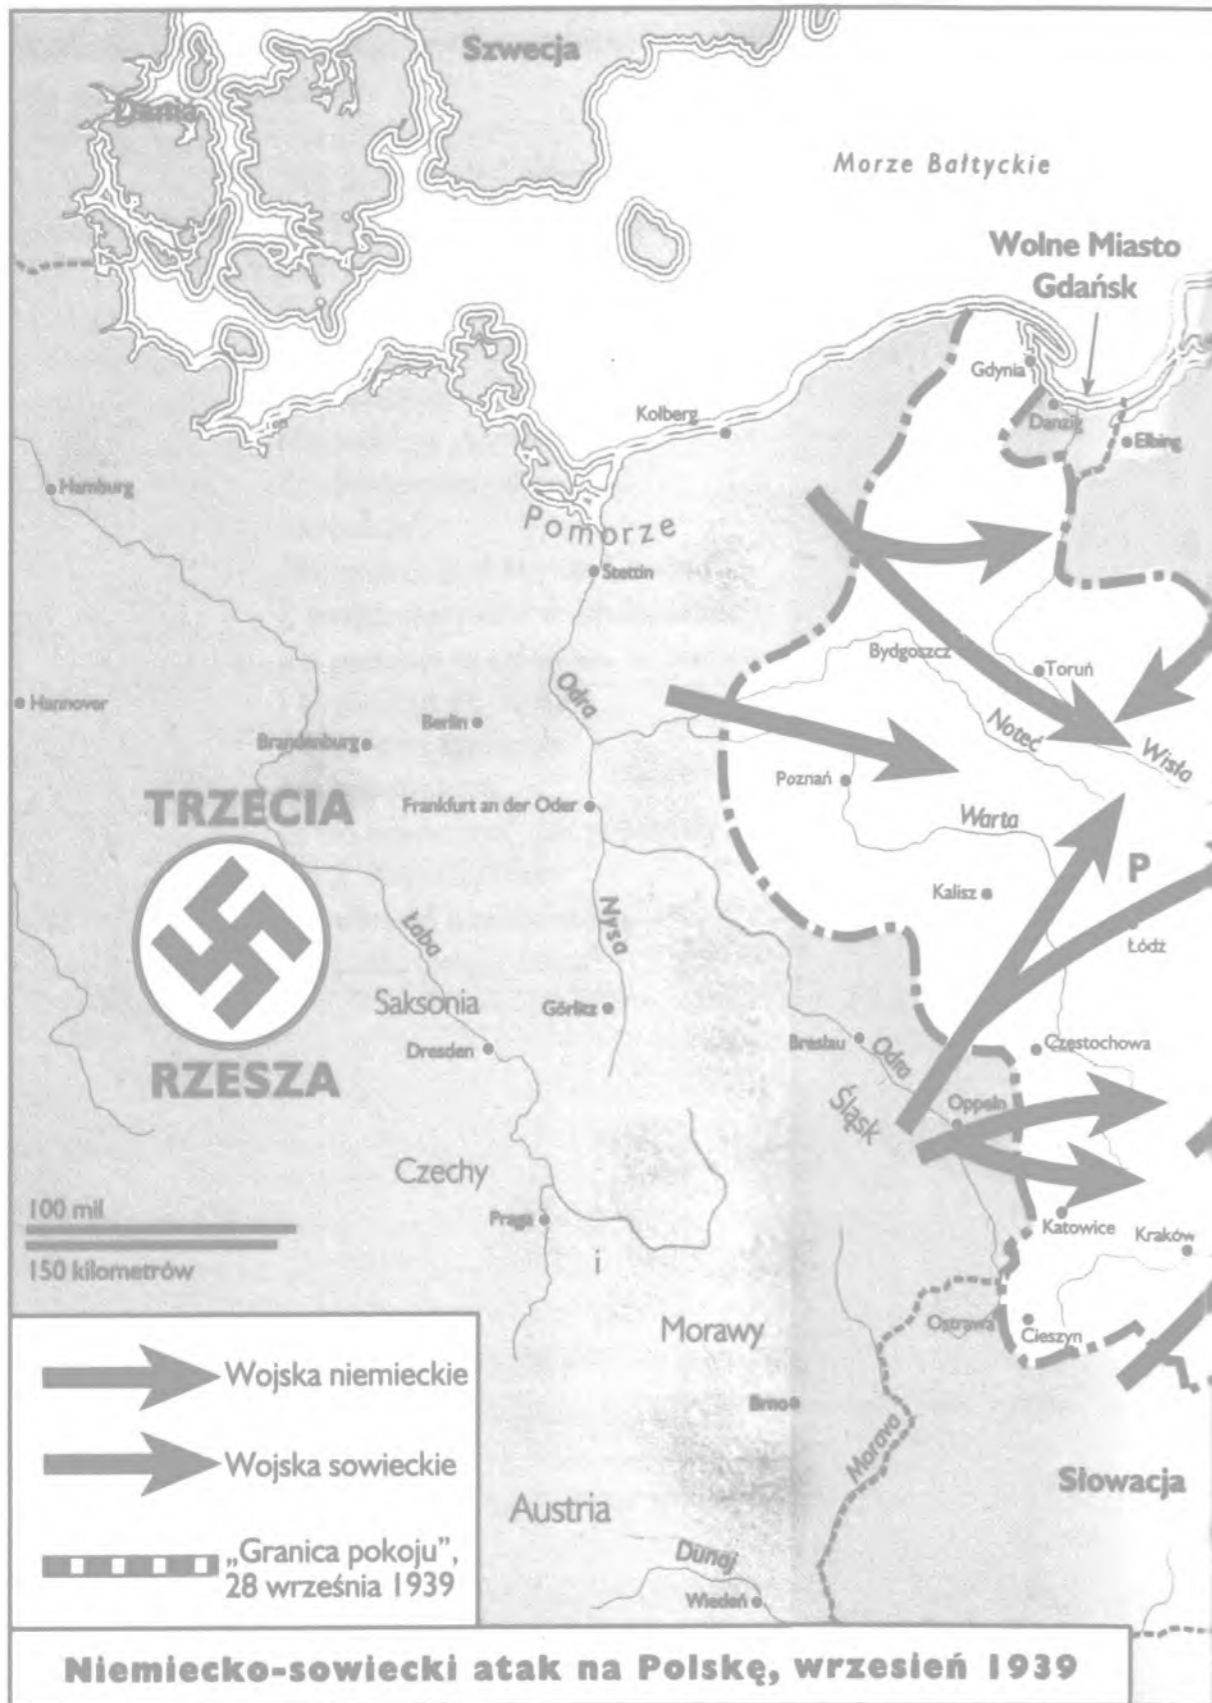 Szwecja
Dania
Morze Bałtyckie
Wolne Miasto
Gdańsk
Gdynia
Danzig
Elbing
Kolberg
Hamburg
Pomorze
Stettin
Bydgoszcz
Toruń
Hannover
Odra
Berlin
Brandenburg
Noteć
Wisła
Poznań
TRZECIA
Frankfurt an der Oder
Warta
P
Kalisz
Łaba
Nysa
Łódź
Saksonia
Görlitz
Dresden
Breslau
Odra
Częstochowa
RZESZA
Śląsk
Oppeln
Czechy
100 mil
Praga
Katowice
Kraków
150 kilometrów
i
Morawy
Ostrawa
Cieszyn
Wojska niemieckie
Brno
Morava
Wojska sowieckie
Słowacja
Austria
„Granica pokoju”,
28 września 1939
Dunaj
Wiedeń
Niemiecko-sowiecki atak na Polskę, wrzesień 1939